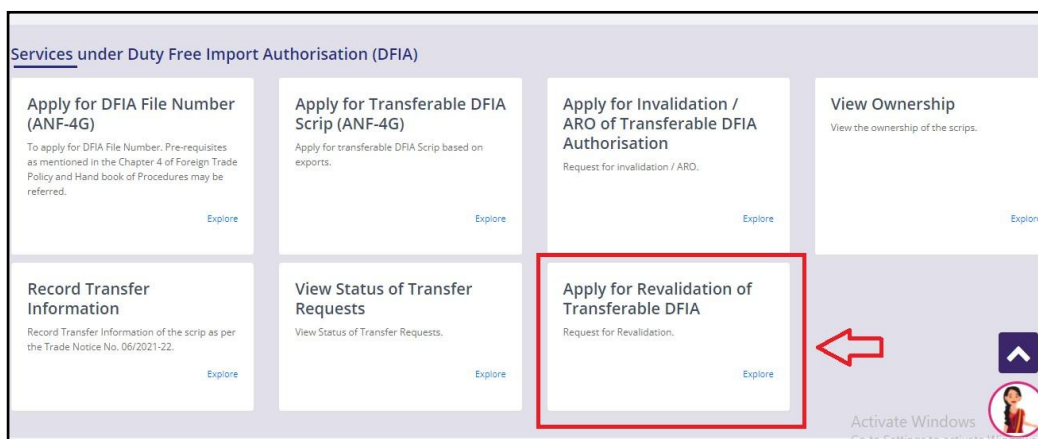 Services under Duty Free Import Authorisation (DFIA)
Apply for DFIA File Number
(ANF-4G)
To apply for DFIA File Number. Pre-requisites
as mentioned in the Chapter 4 of Foreign Trade
Policy and Hand book of Procedures may be
referred.
Explore
Apply for Transferable DFIA
Scrip (ANF-4G)
Apply for transferable DFIA Scrip based on
exports.
Explore
Apply for Invalidation /
ARO of Transferable DFIA
Authorisation
Request for invalidation / ARO.
Explore
View Ownership
View the ownership of the scrips.
Explore
Record Transfer
Information
Record Transfer Information of the scrip as per
the Trade Notice No. 06/2021-22.
Explore
View Status of Transfer
Requests
View Status of Transfer Requests.
Explore
Apply for Revalidation of
Transferable DFIA
Request for Revalidation.
Explore
Activate Windows